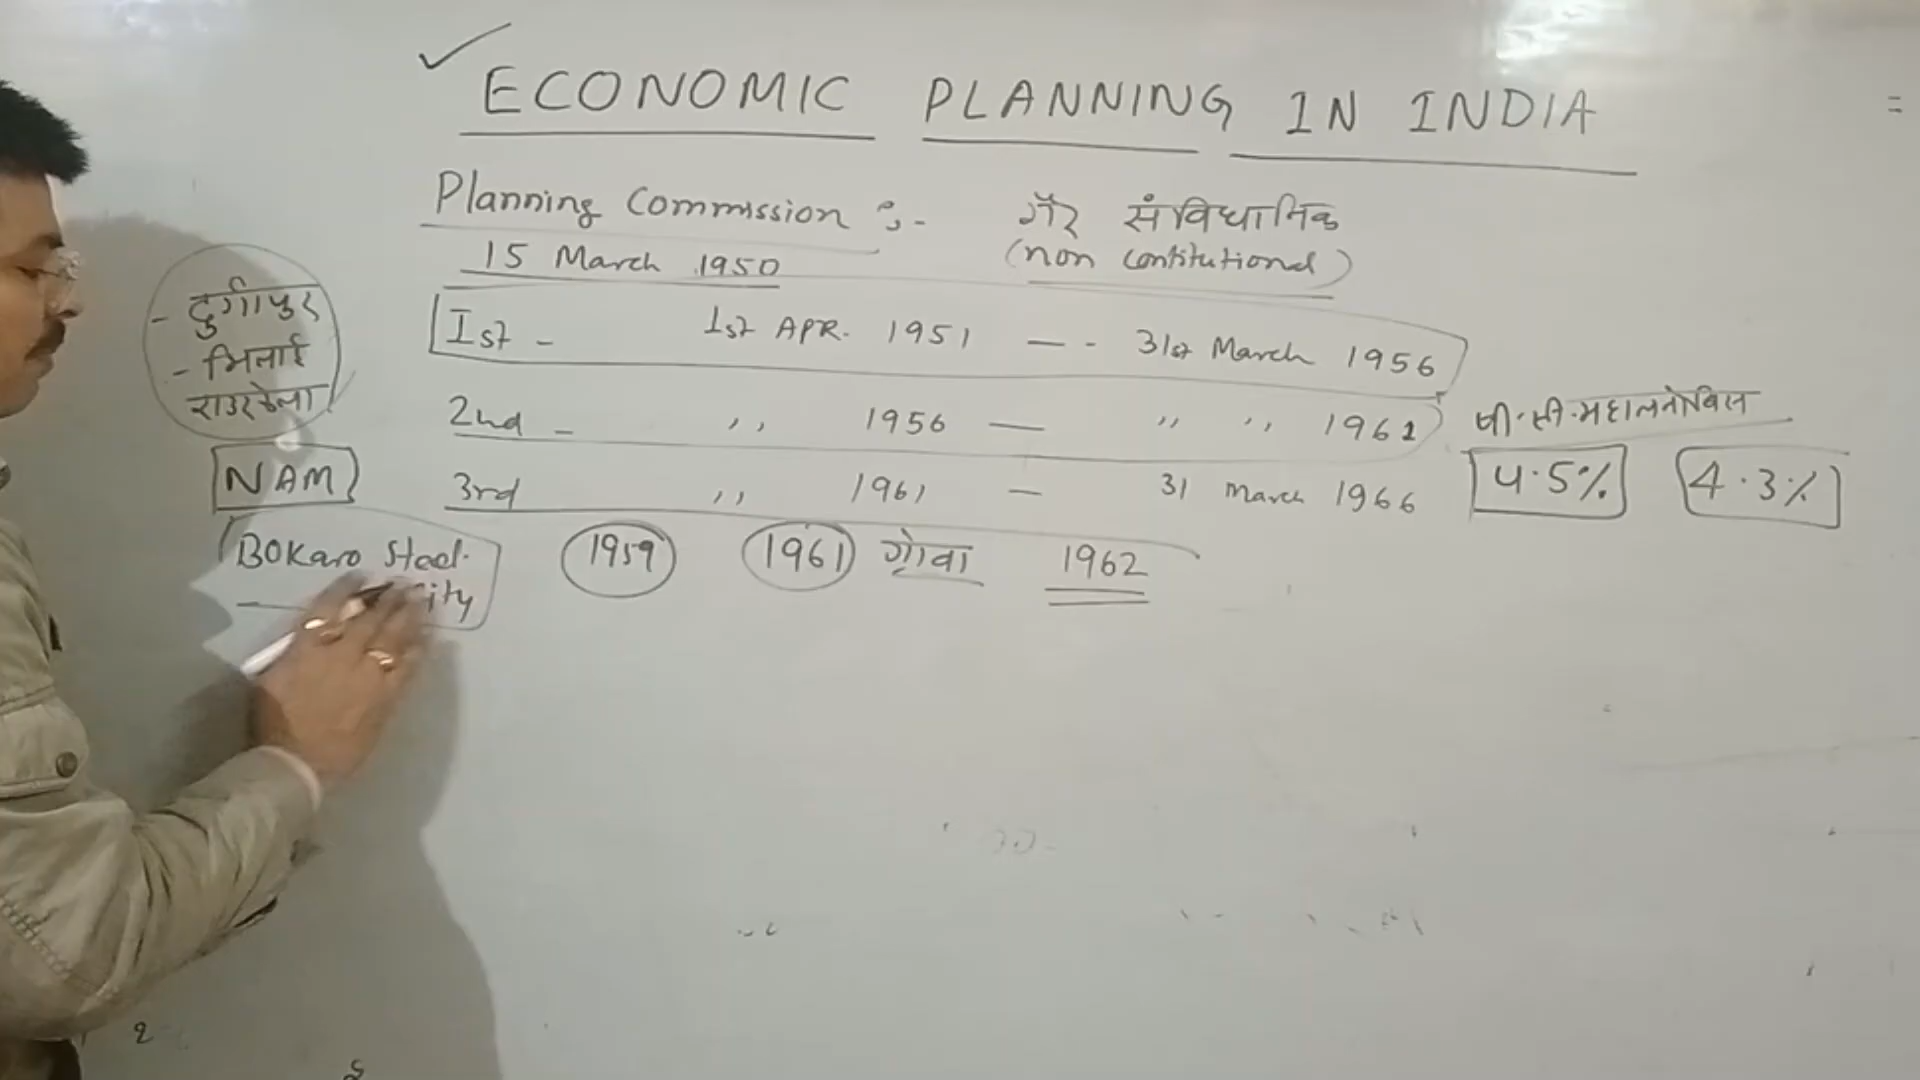 ECONOMIC PLANNING IN INDIA
Planning Commission :-
गैर संविधानिक
15 March 1950
(non contitutional)
- दुर्गापुर
- भिलाई
राउरकेला
Ist - 1st APR. 1951 — - 31st March 1956
2nd - ,, 1956 — ,, ,, 1961
पी.सी.महालनोबिस
NAM
3rd ,, 1961 — 31 March 1966
4.5% 4.3%
BOKaro Steel.
City
1959 1961 गोवा 1962